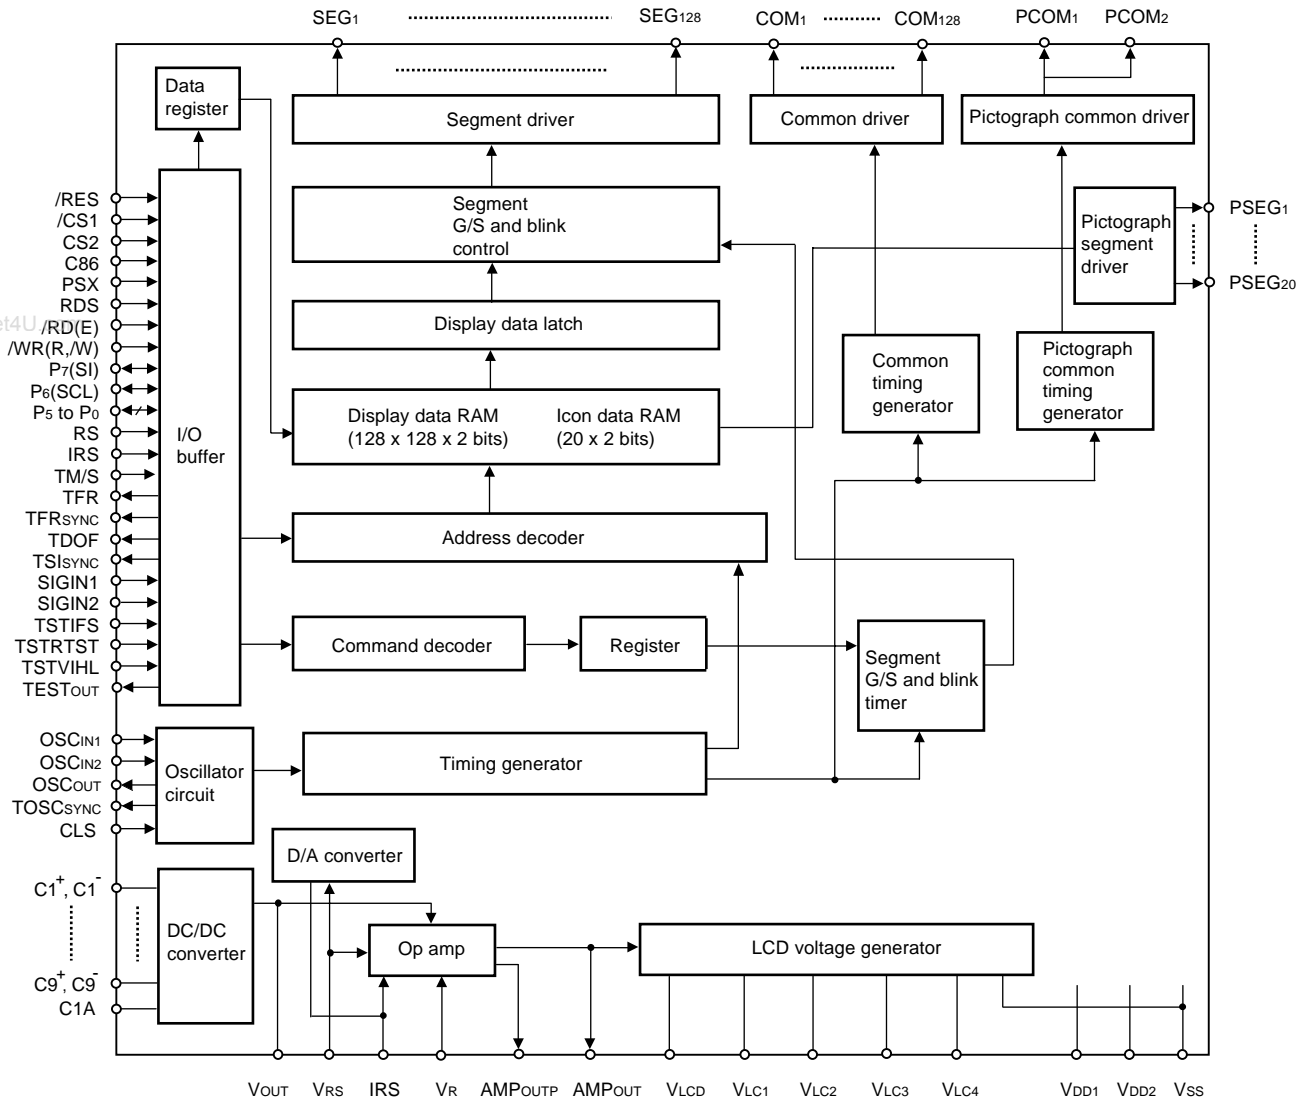 SEG1 SEG128 COM1 COM128 PCOM1 PCOM2
Data
register
Segment driver
Common driver
Pictograph common driver
/RES
/CS1
CS2
C86
PSX
RDS
/RD(E)
/WR(R,/W)
P7(SI)
P6(SCL)
P5 to P0
RS
IRS
TM/S
TFR
TFRSYNC
TDOF
TSISYNC
SIGIN1
SIGIN2
TSTIFS
TSTRTST
TSTVIHL
TESTOUT
I/O
buffer
Segment
G/S and blink
control
Pictograph
segment
driver
PSEG1
PSEG20
Display data latch
Common
timing
generator
Pictograph
common
timing
generator
Display data RAM
(128 x 128 x 2 bits)
Icon data RAM
(20 x 2 bits)
Address decoder
Command decoder
Register
Segment
G/S and blink
timer
OSCIN1
OSCIN2
OSCOUT
TOSCSYNC
CLS
Oscillator
circuit
Timing generator
D/A converter
C1+, C1-
C9+, C9-
C1A
DC/DC
converter
Op amp
LCD voltage generator
VOUT VRS IRS VR AMPOUTP AMPOUT VLCD VLC1 VLC2 VLC3 VLC4 VDD1 VDD2 VSS